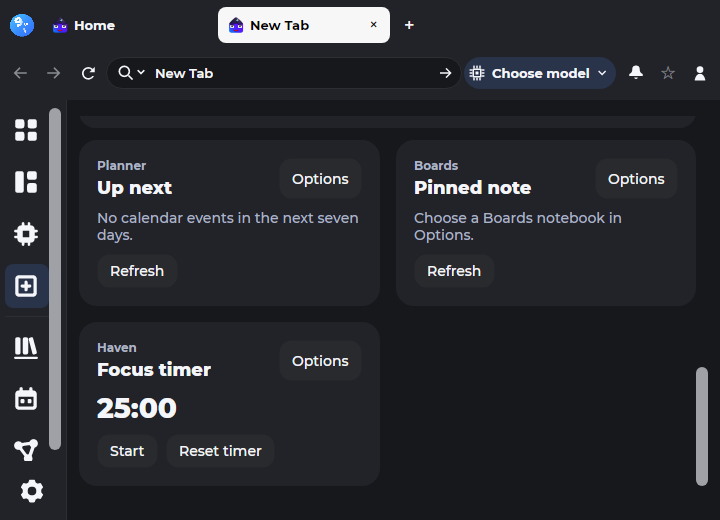 Home
New Tab
New Tab
Choose model
Planner
Up next
Options
No calendar events in the next seven
days.
Refresh
Boards
Pinned note
Options
Choose a Boards notebook in
Options.
Refresh
Haven
Focus timer
Options
25:00
Start
Reset timer